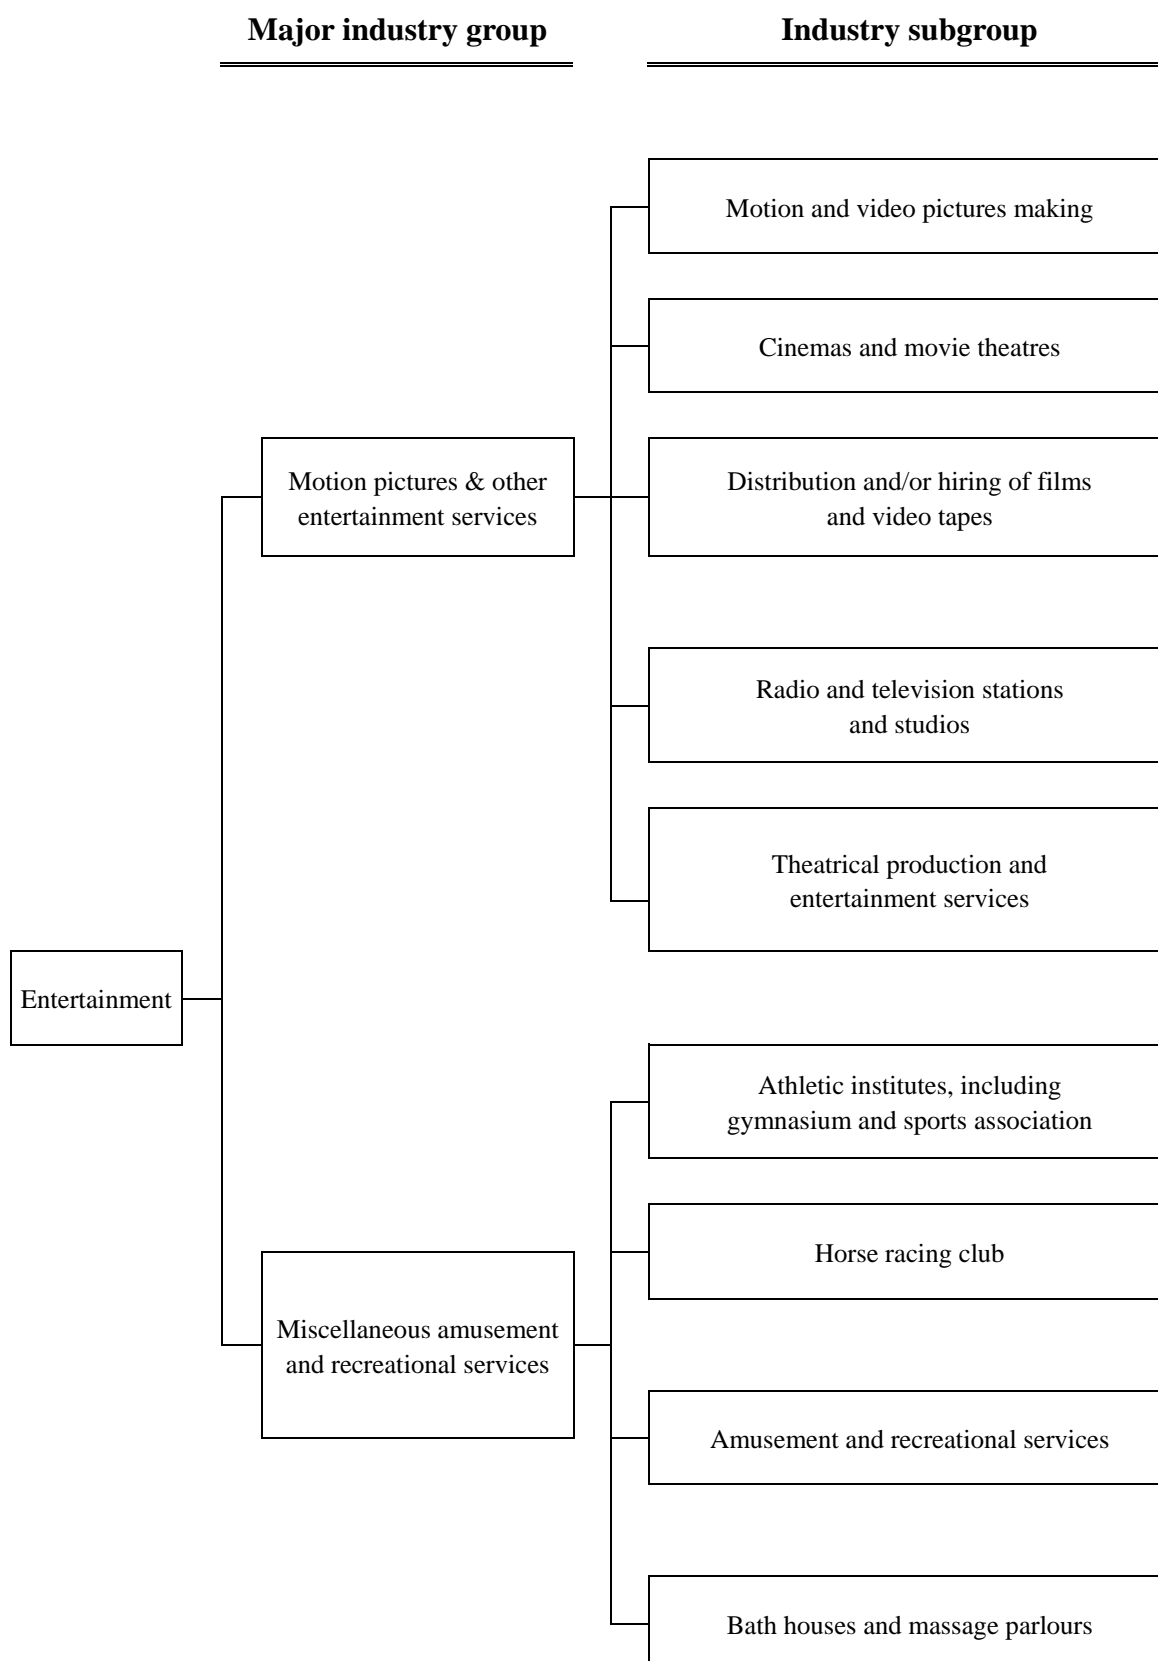 Major industry group
Industry subgroup
Motion and video pictures making
Cinemas and movie theatres
Motion pictures & other
entertainment services
Distribution and/or hiring of films
and video tapes
Radio and television stations
and studios
Theatrical production and
entertainment services
Entertainment
Athletic institutes, including
gymnasium and sports association
Horse racing club
Miscellaneous amusement
and recreational services
Amusement and recreational services
Bath houses and massage parlours